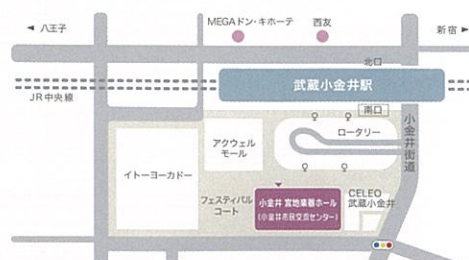 MEGAドン・キホーテ
西友
◄ 八王子
新宿 ►
北口
武蔵小金井駅
JR中央線
南口
小金井街道
ロータリー
アクウェル
モール
イトーヨーカドー
フェスティバル
コート
小金井 宮地楽器ホール
(小金井市民交流センター)
CELEO
武蔵小金井